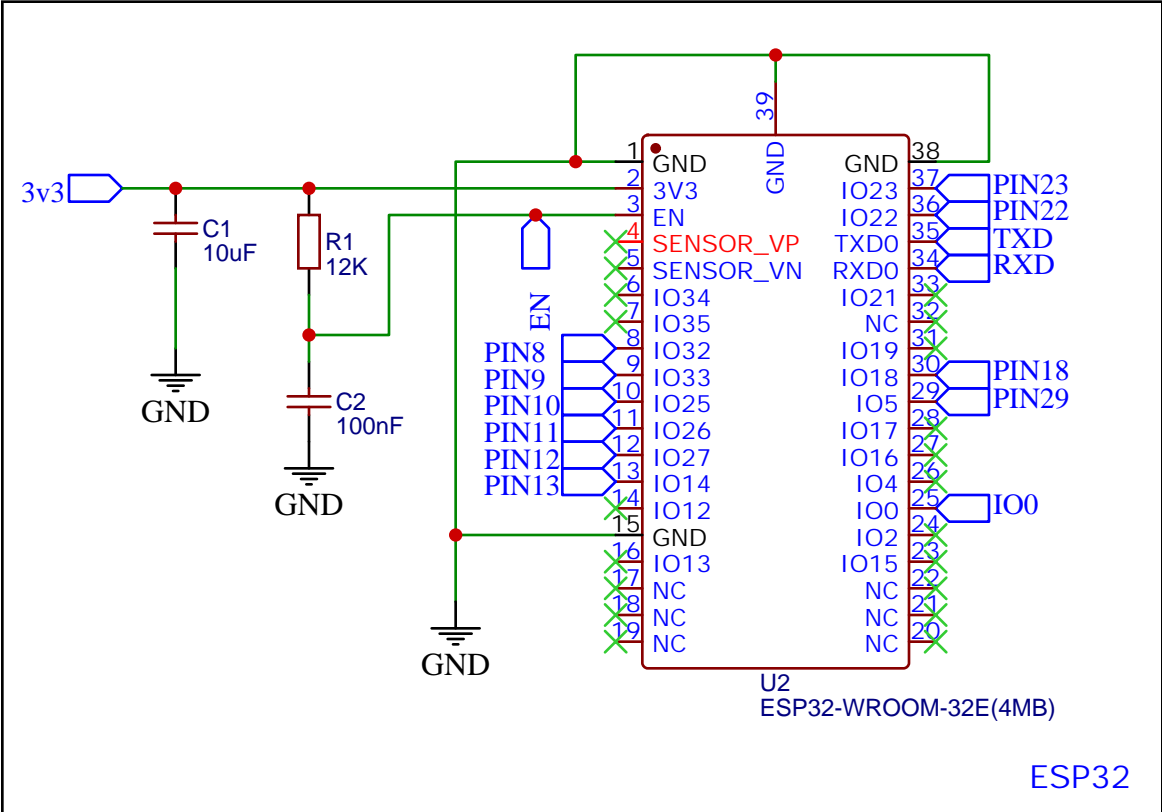 39
1
GND
GND
GND
38
3v3
2
3V3
IO23
37
PIN23
3
EN
IO22
36
PIN22
C1
10uF
R1
12K
4
SENSOR_VP
TXD0
35
TXD
5
SENSOR_VN
RXD0
34
RXD
EN
6
IO34
IO21
33
7
IO35
NC
32
PIN8
8
IO32
IO19
31
PIN9
9
IO33
IO18
30
PIN18
PIN10
10
IO25
IO5
29
PIN29
GND
C2
100nF
PIN11
11
IO26
IO17
28
PIN12
12
IO27
IO16
27
PIN13
13
IO14
IO4
26
14
IO12
IO0
25
IO0
GND
15
GND
IO2
24
16
IO13
IO15
23
17
NC
NC
22
18
NC
NC
21
19
NC
NC
20
GND
U2
ESP32-WROOM-32E(4MB)
ESP32